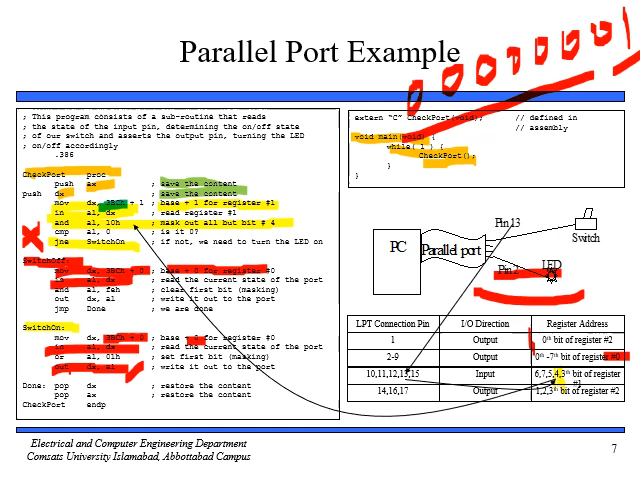 Parallel Port Example
00000001
; This program consists of a sub-routine that reads
; the state of the input pin, determining the on/off state
; of our switch and asserts the output pin, turning the LED
; on/off accordingly
.386
CheckPort proc
push ax ; save the content
push dx ; save the content
mov dx, 3BCh + 1 ; base + 1 for register #1
in al, dx ; read register #1
and al, 10h ; mask out all but bit # 4
cmp al, 0 ; is it 0?
jne SwitchOn ; if not, we need to turn the LED on
SwitchOff:
mov dx, 3BCh + 0 ; base + 0 for register #0
in al, dx ; read the current state of the port
and al, feh ; clear first bit (masking)
out dx, al ; write it out to the port
jmp Done ; we are done
SwitchOn:
mov dx, 3BCh + 0 ; base + 0 for register #0
in al, dx ; read the current state of the port
or al, 01h ; set first bit (masking)
out dx, al ; write it out to the port
Done: pop dx ; restore the content
pop ax ; restore the content
CheckPort endp
extern “C” CheckPort(void); // defined in
// assembly
void main(void) {
while( 1 ) {
CheckPort();
}
}
Pin 13
Switch
PC
Parallel port
Pin 2
LED
LPT Connection Pin I/O Direction Register Address
1 Output 0th bit of register #2
2-9 Output 0th -7th bit of register #0
10,11,12,13,15 Input 6,7,5,4,3th bit of register
#1
14,16,17 Output 1,2,3th bit of register #2
Electrical and Computer Engineering Department
Comsats University Islamabad, Abbottabad Campus
7